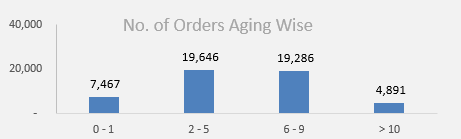 No. of Orders Aging Wise
40,000
20,000
-
7,467
19,646
19,286
4,891
0 - 1
2 - 5
6 - 9
> 10